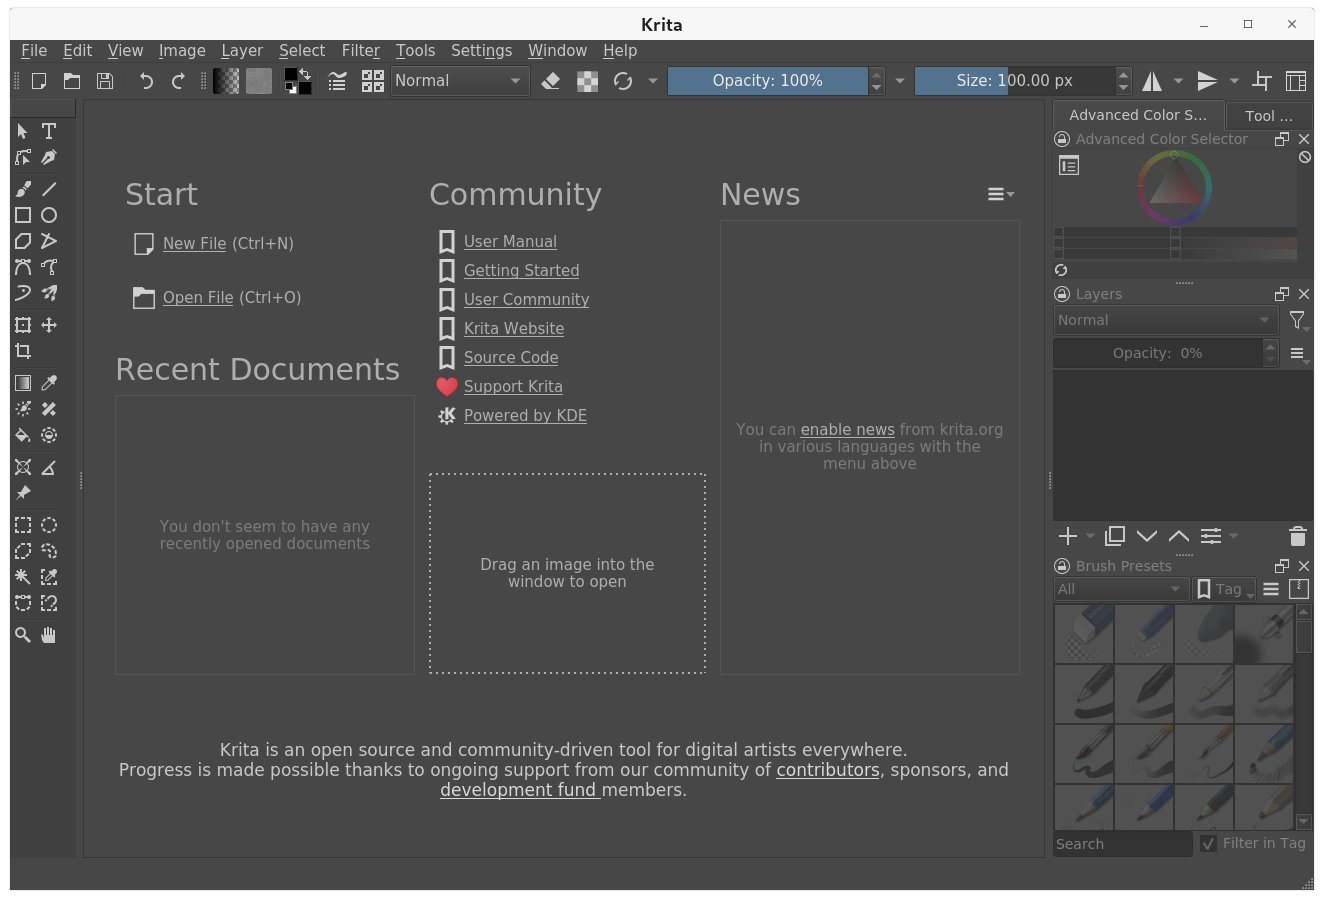 Krita
File Edit View Image Layer Select Filter Tools Settings Window Help
Normal
Opacity: 100%
Size: 100.00 px
Advanced Color S... Tool ...
Advanced Color Selector
Start
New File (Ctrl+N)
Open File (Ctrl+O)
Recent Documents
You don't seem to have any
recently opened documents
Community
User Manual
Getting Started
User Community
Krita Website
Source Code
Support Krita
Powered by KDE
Drag an image into the
window to open
News
You can enable news from krita.org
in various languages with the
menu above
Krita is an open source and community-driven tool for digital artists everywhere.
Progress is made possible thanks to ongoing support from our community of contributors, sponsors, and
development fund members.
Layers
Normal
Opacity: 0%
Brush Presets
All
Tag
Search
Filter in Tag